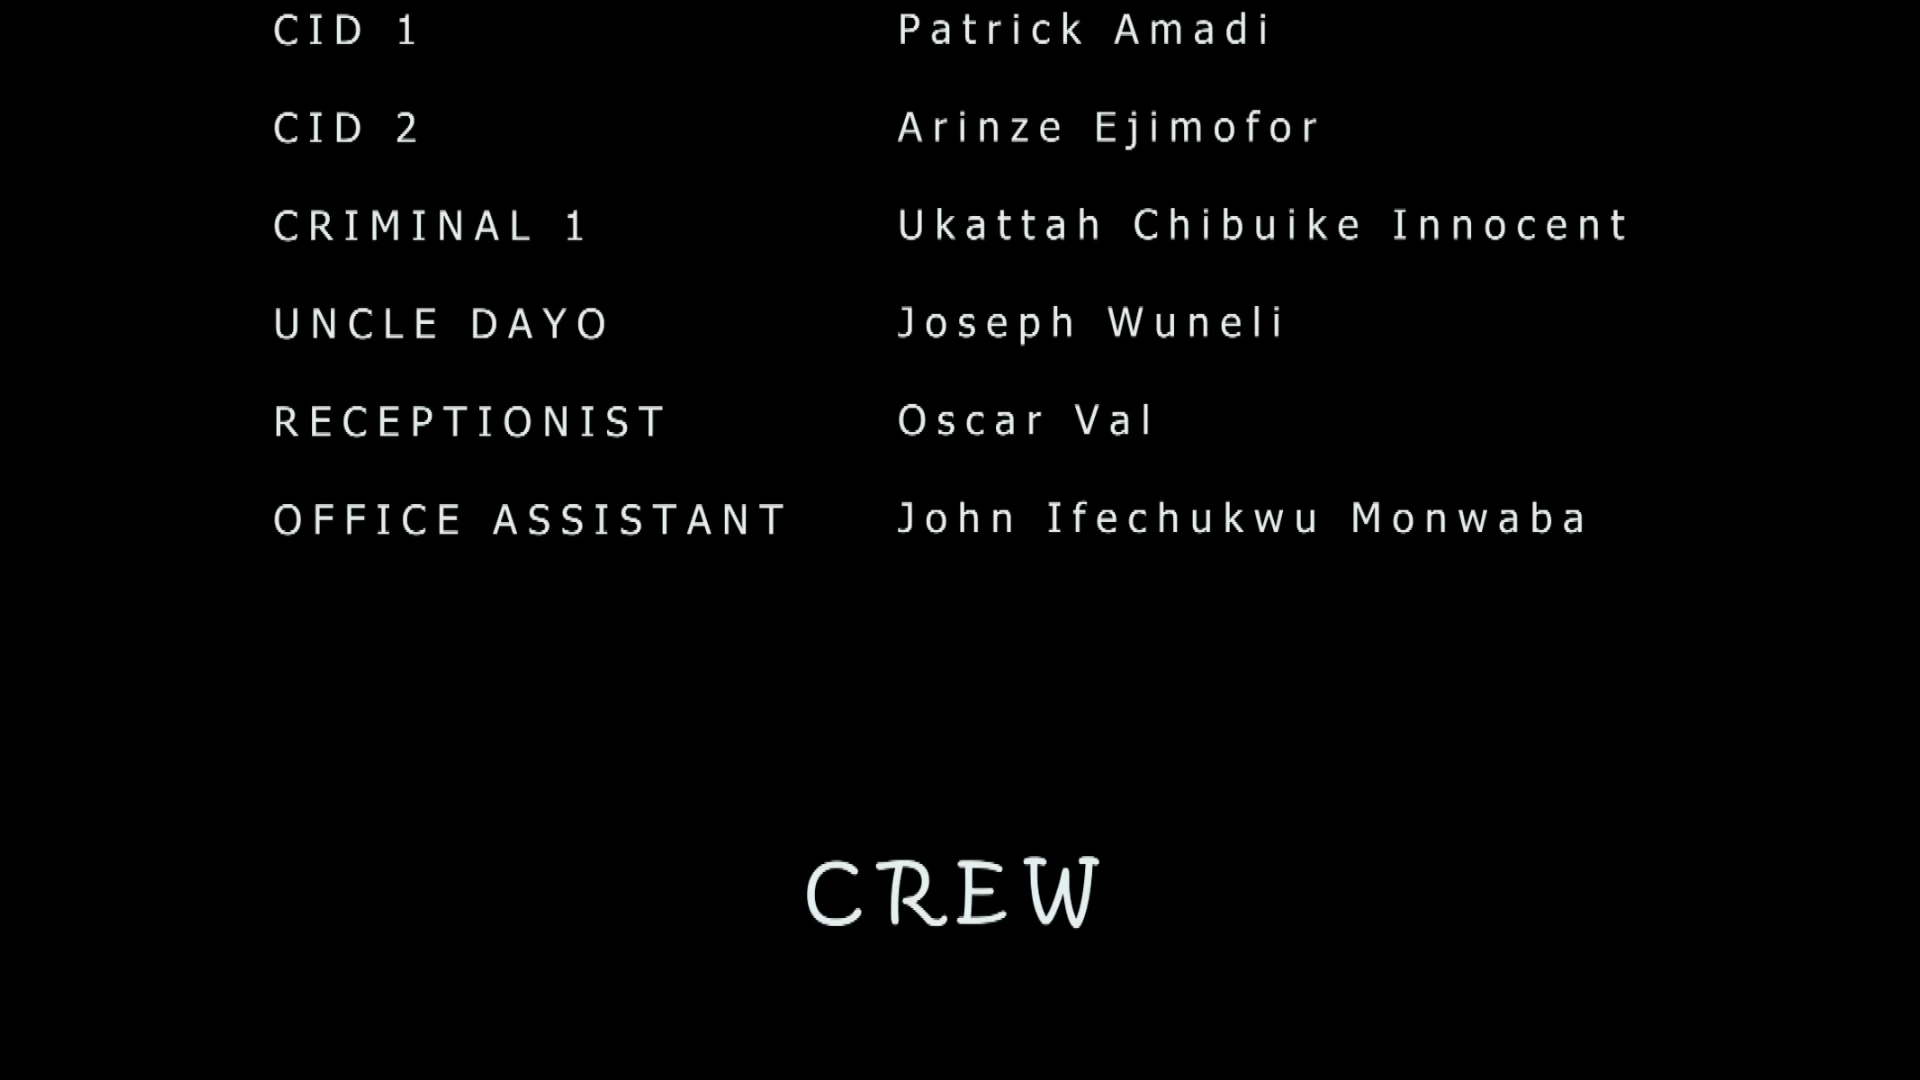 CID 1 Patrick Amadi
CID 2 Arinze Ejimofor
CRIMINAL 1 Ukattah Chibuike Innocent
UNCLE DAYO Joseph Wuneli
RECEPTIONIST Oscar Val
OFFICE ASSISTANT John Ifechukwu Monwaba
CREW